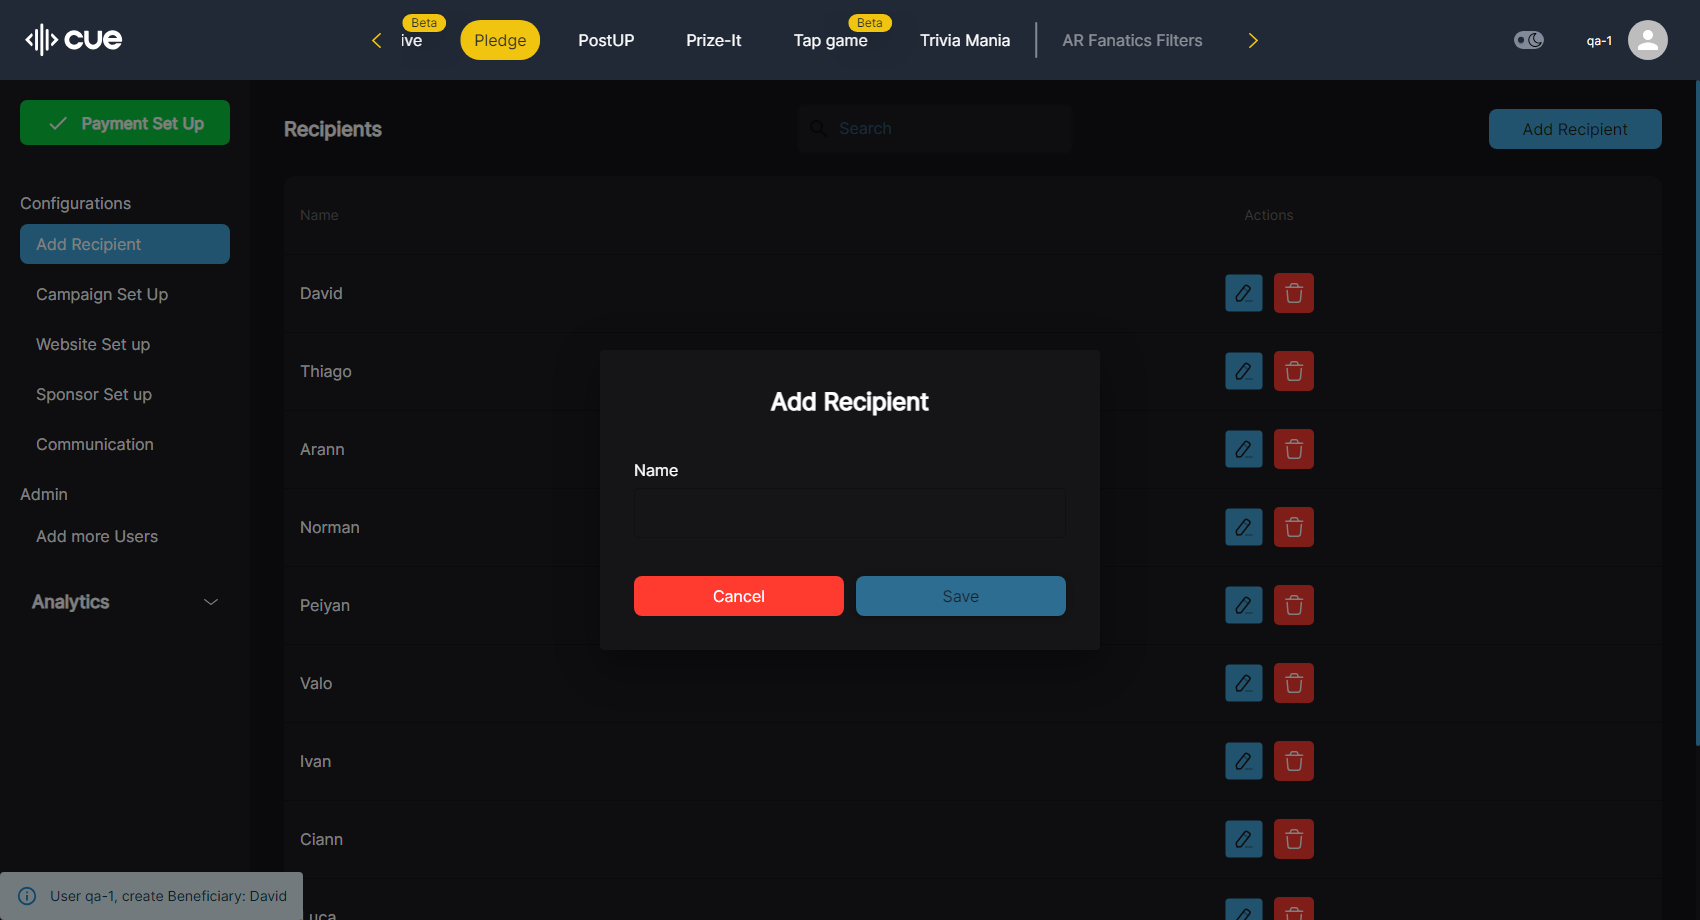 cue
ive
Beta
Pledge
PostUP
Prize-It
Tap game
Beta
Trivia Mania
AR Fanatics Filters
qa-1
Payment Set Up
Configurations
Add Recipient
Campaign Set Up
Website Set up
Sponsor Set up
Communication
Admin
Add more Users
Analytics
Recipients
Search
Add Recipient
Name
Actions
David
Thiago
Arann
Norman
Peiyan
Valo
Ivan
Ciann
Add Recipient
Name
Cancel
Save
User qa-1, create Beneficiary: David